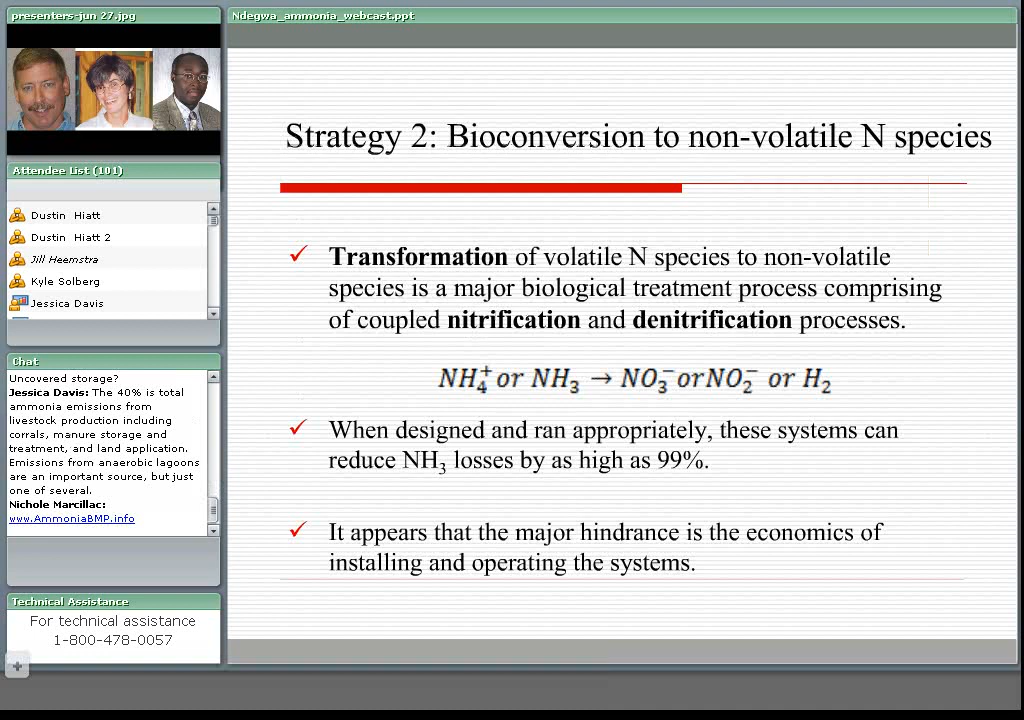 presenters-jun 27.jpg
Attendee List (101)
Dustin Hiatt
Dustin Hiatt 2
Jill Heemstra
Kyle Solberg
Jessica Davis
Chat
Uncovered storage?
Jessica Davis: The 40% is total
ammonia emissions from
livestock production including
corrals, manure storage and
treatment, and land application.
Emissions from anaerobic lagoons
are an important source, but just
one of several.
Nichole Marcillac:
www.AmmoniaBMP.info
Technical Assistance
For technical assistance
1-800-478-0057
Ndegwa_ammonia_webcast.ppt
Strategy 2: Bioconversion to non-volatile N species
✓ Transformation of volatile N species to non-volatile
species is a major biological treatment process comprising
of coupled nitrification and denitrification processes.
NH₄⁺ or NH₃ → NO₃⁻ or NO₂⁻ or H₂
✓ When designed and ran appropriately, these systems can
reduce NH₃ losses by as high as 99%.
✓ It appears that the major hindrance is the economics of
installing and operating the systems.